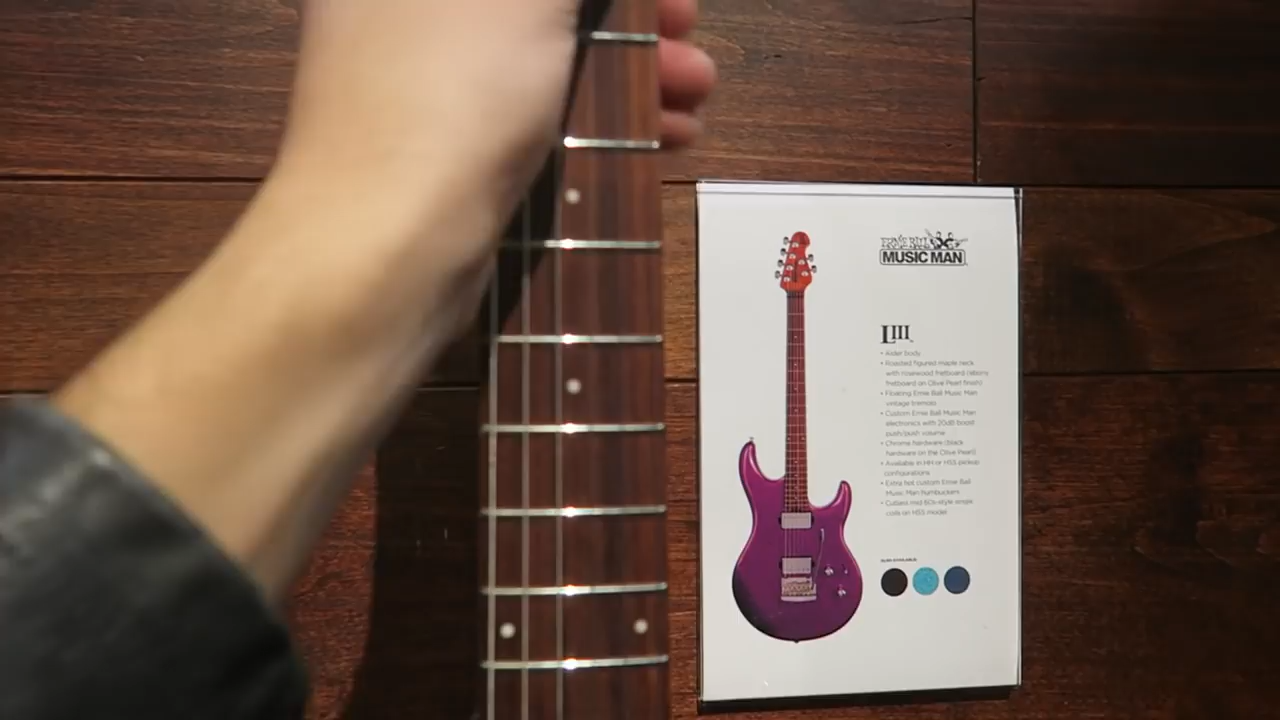 ERNIE BALL
MUSIC MAN
LIII
• Alder body
• Roasted figured maple neck
with rosewood fretboard (ebony
fretboard on Olive Pearl finish)
• Floating Ernie Ball Music Man
vintage tremolo
• Custom Ernie Ball Music Man
electronics with 20dB boost
push/push volume
• Chrome hardware (black
hardware on the Olive Pearl)
• Available in HH or HSS pickup
configurations
• Extra hot custom Ernie Ball
Music Man humbuckers
• Cutlass mid 60s-style single
coils on HSS model
ALSO AVAILABLE: